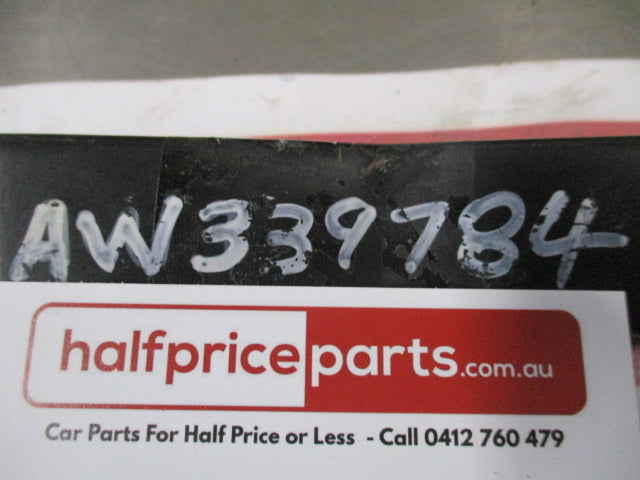 AW339784
halfpriceparts.com.au
Car Parts For Half Price or Less - Call 0412 760 479